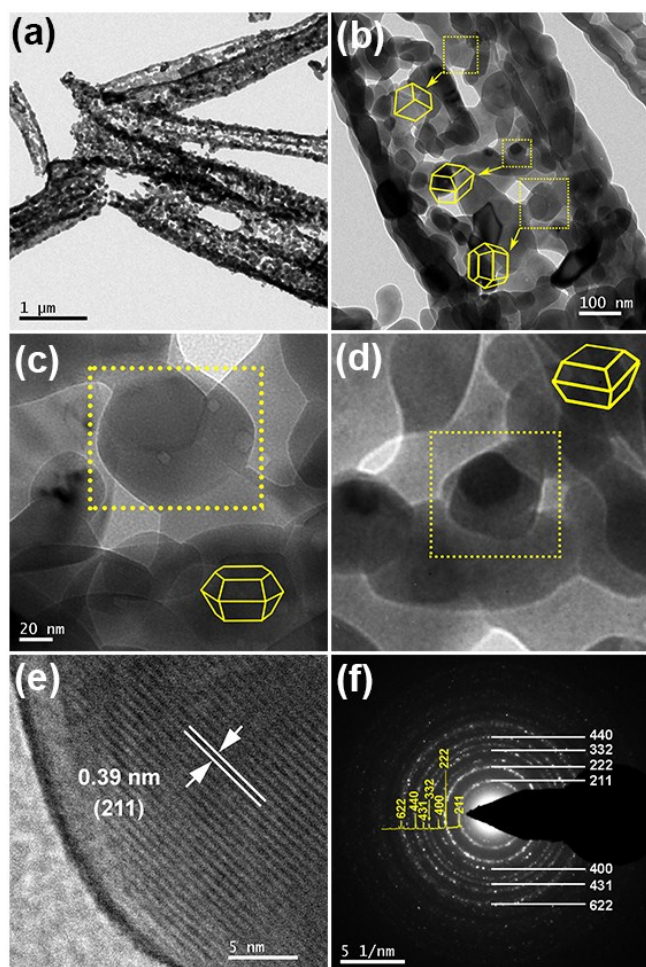 (a)
1 µm
(b)
100 nm
(c)
20 nm
(d)
(e)
0.39 nm
(211)
5 nm
(f)
440
332
222
211
622
440
431
332
400
222
211
400
431
622
5 1/nm